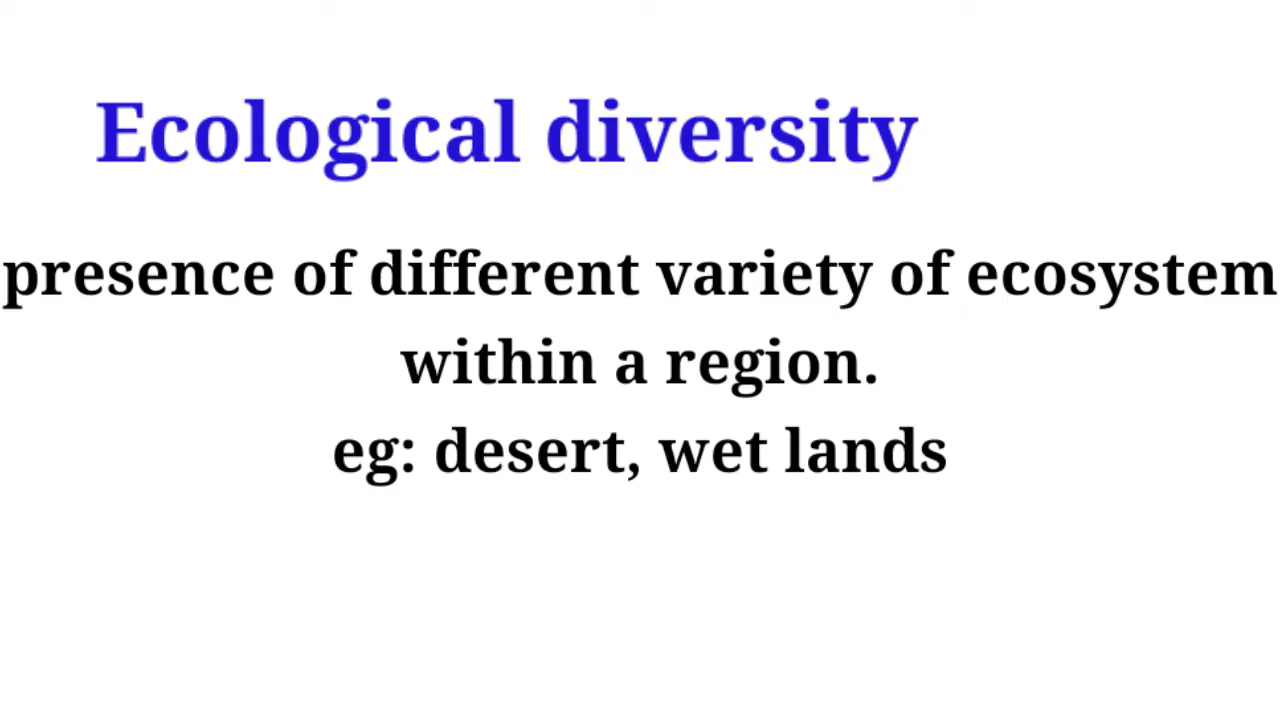 Ecological diversity
presence of different variety of ecosystem
within a region.
eg: desert, wet lands